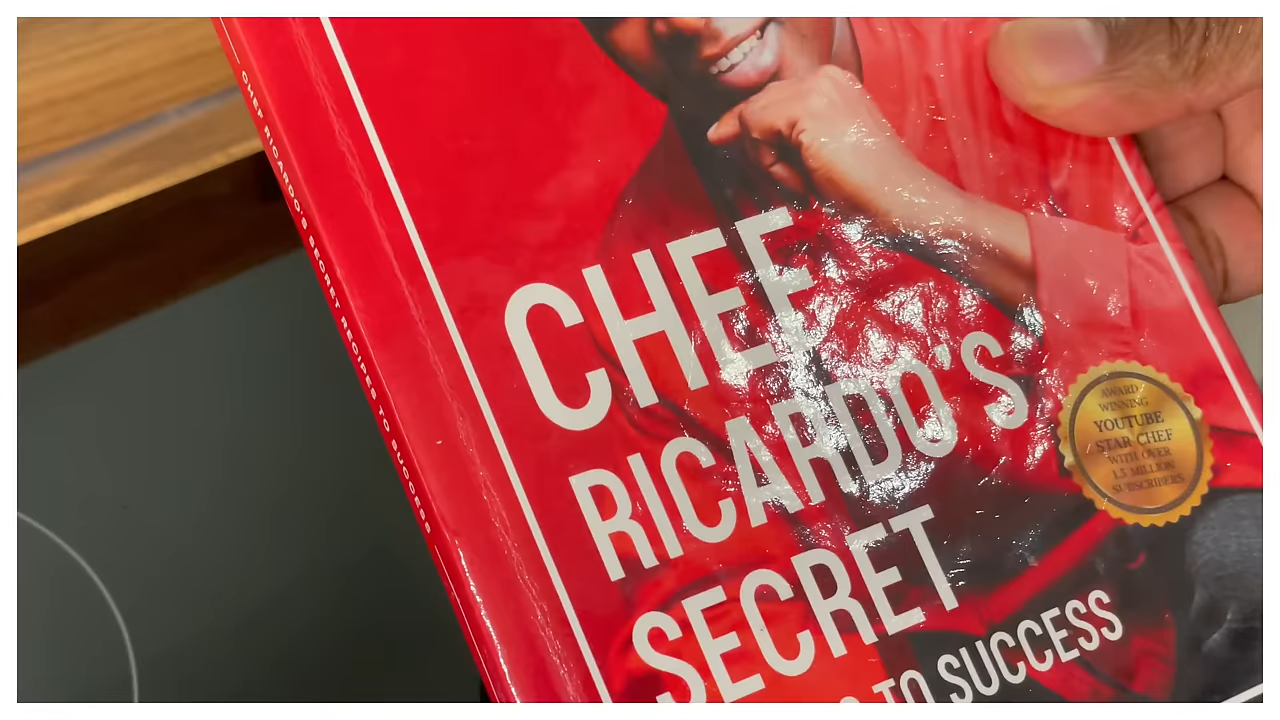 CHEF RICARDO'S SECRET RECIPES TO SUCCESS
CHEF
RICARDO'S
SECRET
TO SUCCESS
AWARD
WINNING
YOUTUBE
STAR CHEF
WITH OVER
1.5 MILLION
SUBSCRIBERS